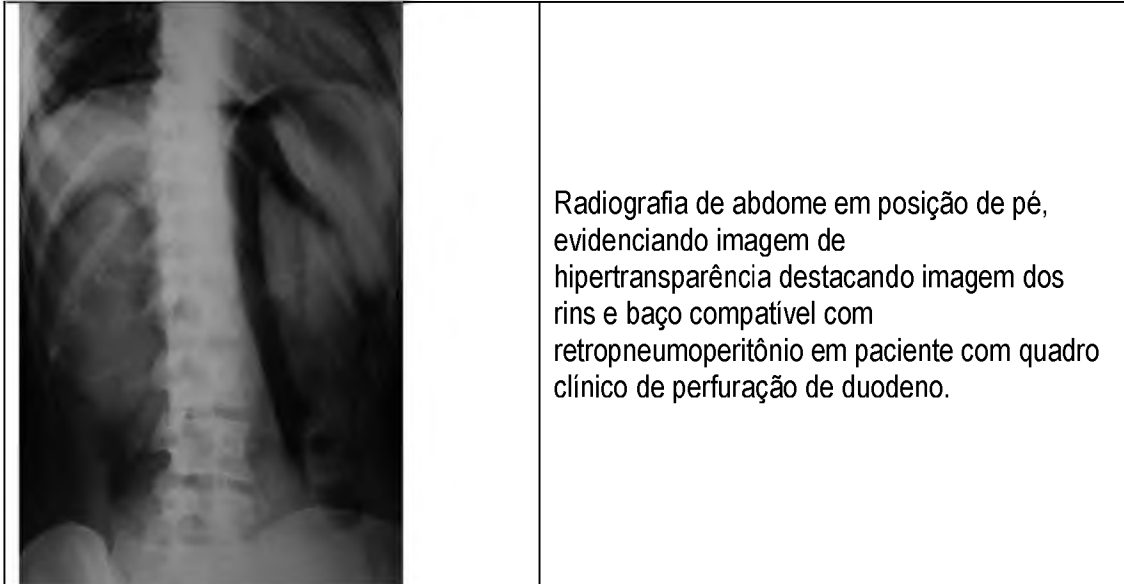 Radiografia de abdome em posição de pé,
evidenciando imagem de
hipertransparência destacando imagem dos
rins e baço compatível com
retropneumoperitônio em paciente com quadro
clínico de perfuração de duodeno.